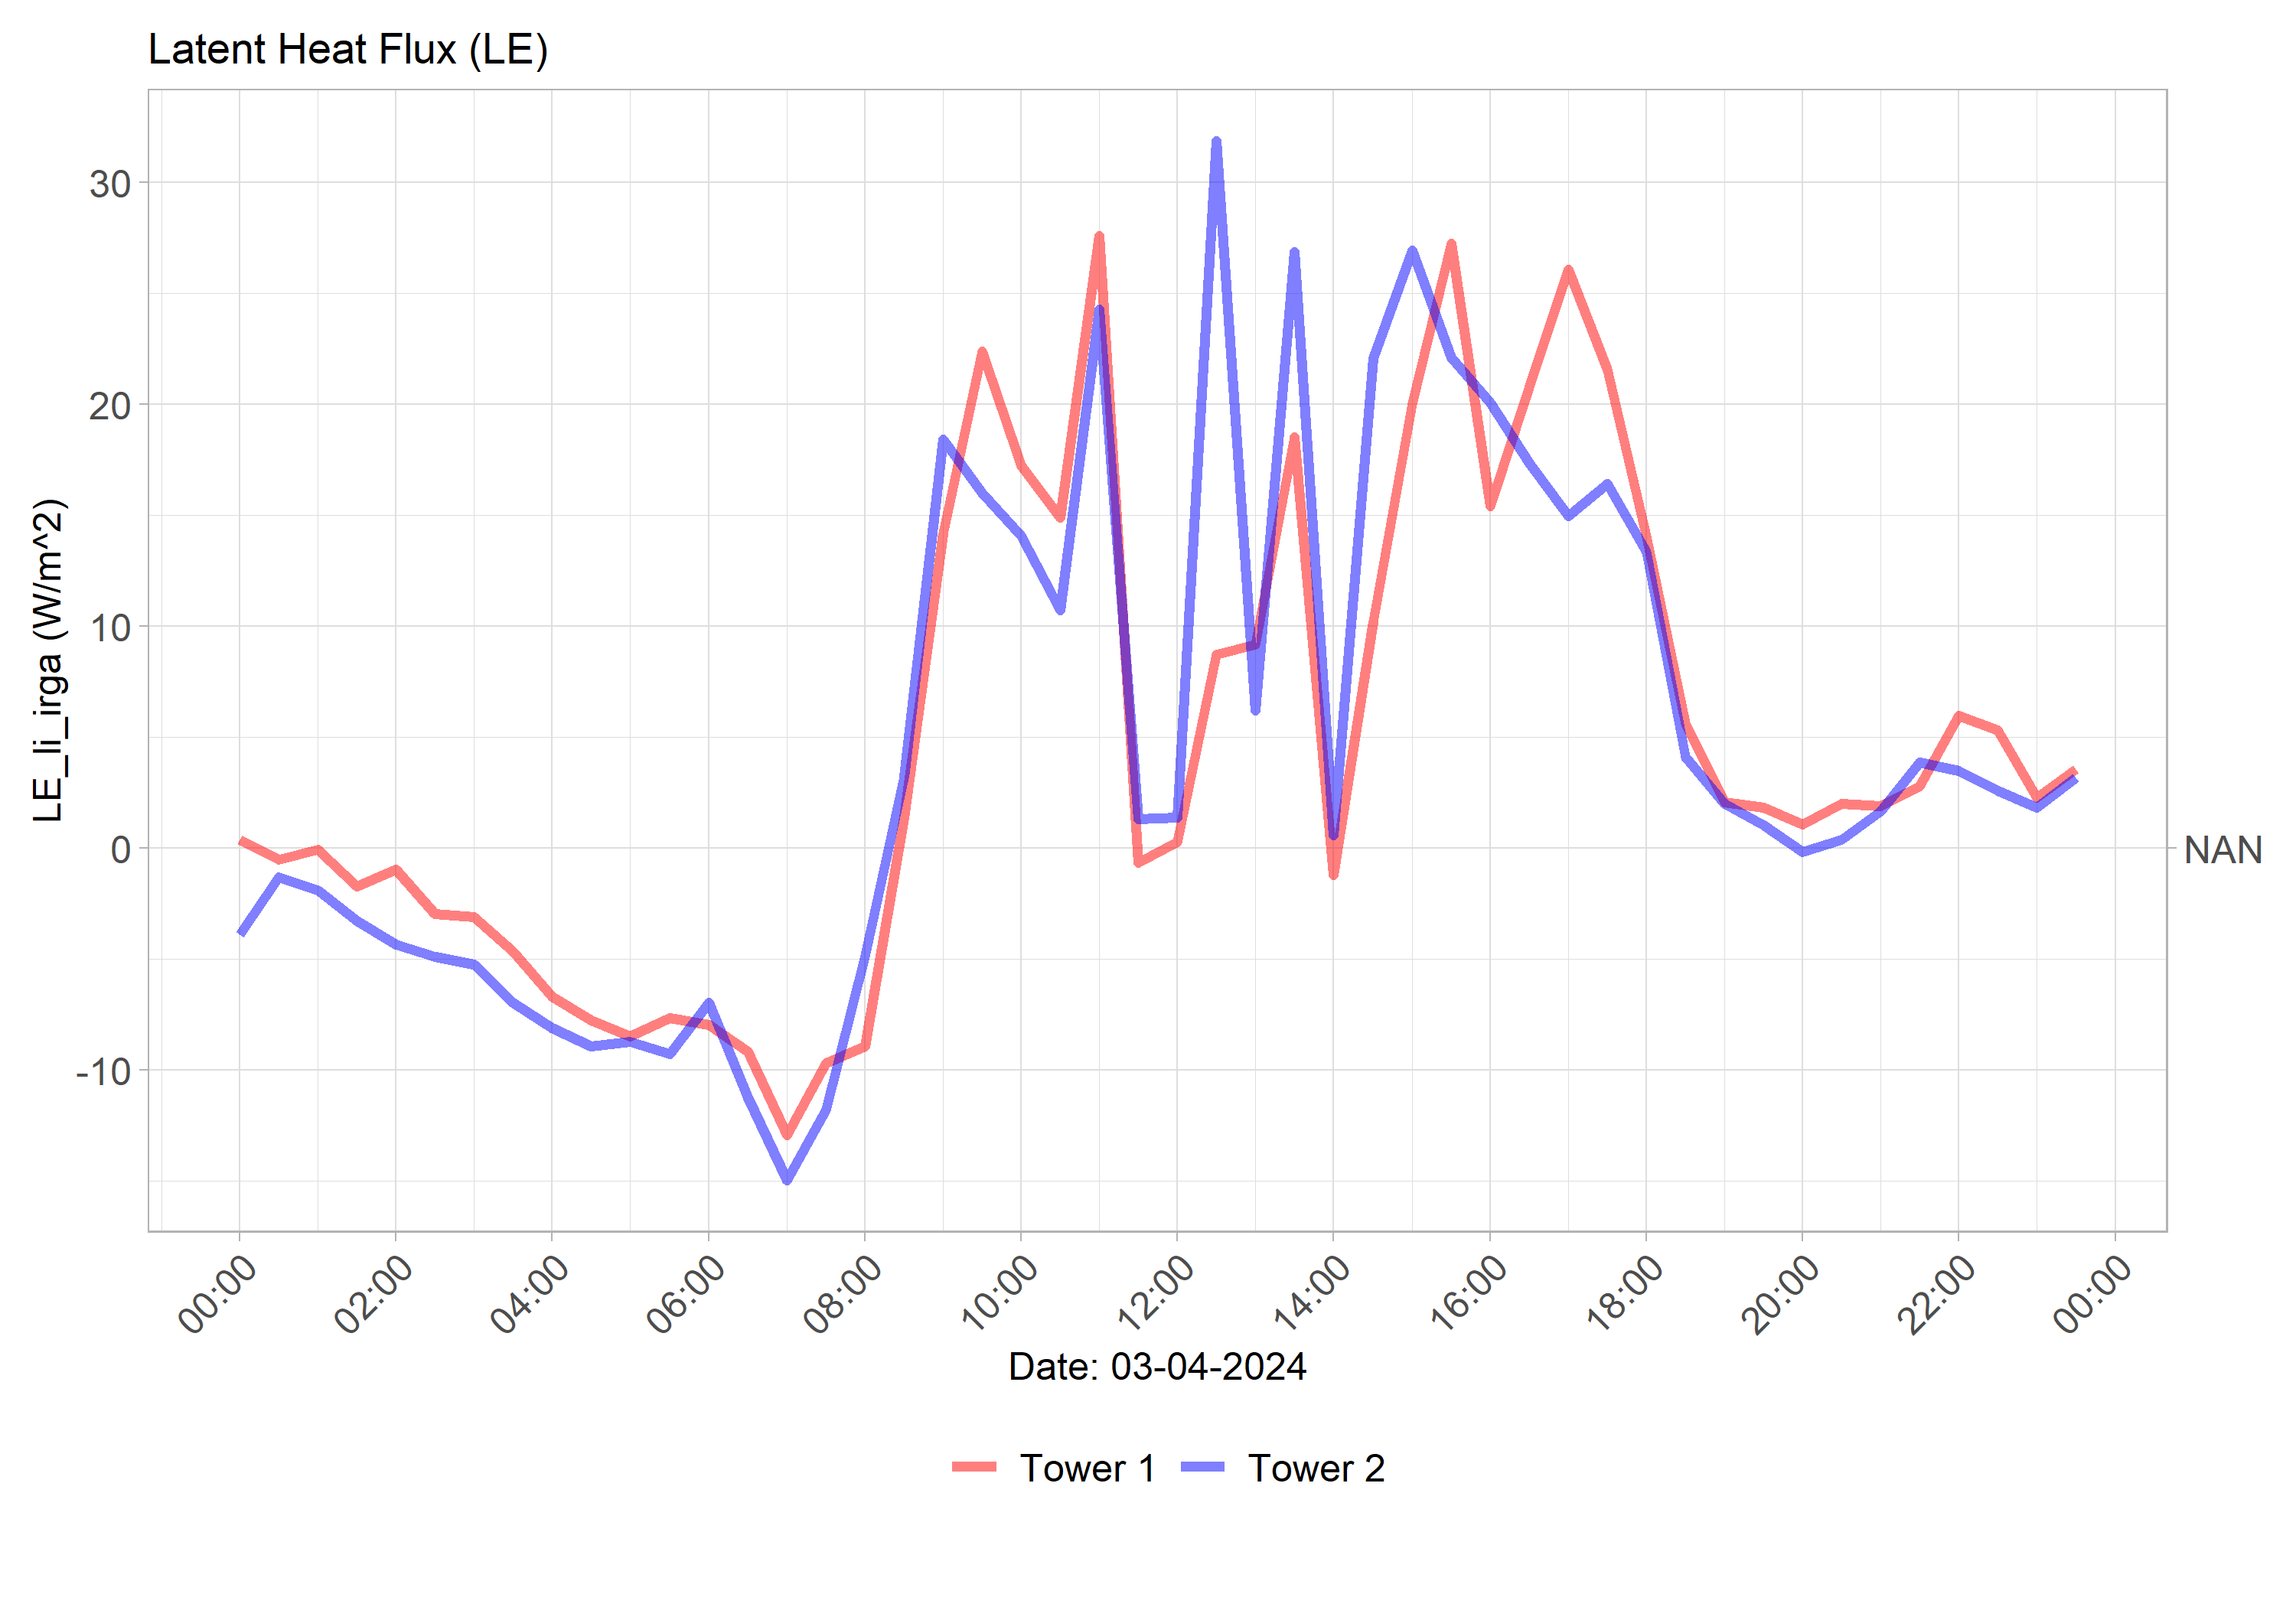 Latent Heat Flux (LE)
LE_li_irga (W/m^2)
30
20
10
0
-10
NAN
00:00 02:00 04:00 06:00 08:00 10:00 12:00 14:00 16:00 18:00 20:00 22:00 00:00
Date: 03-04-2024
Tower 1 Tower 2